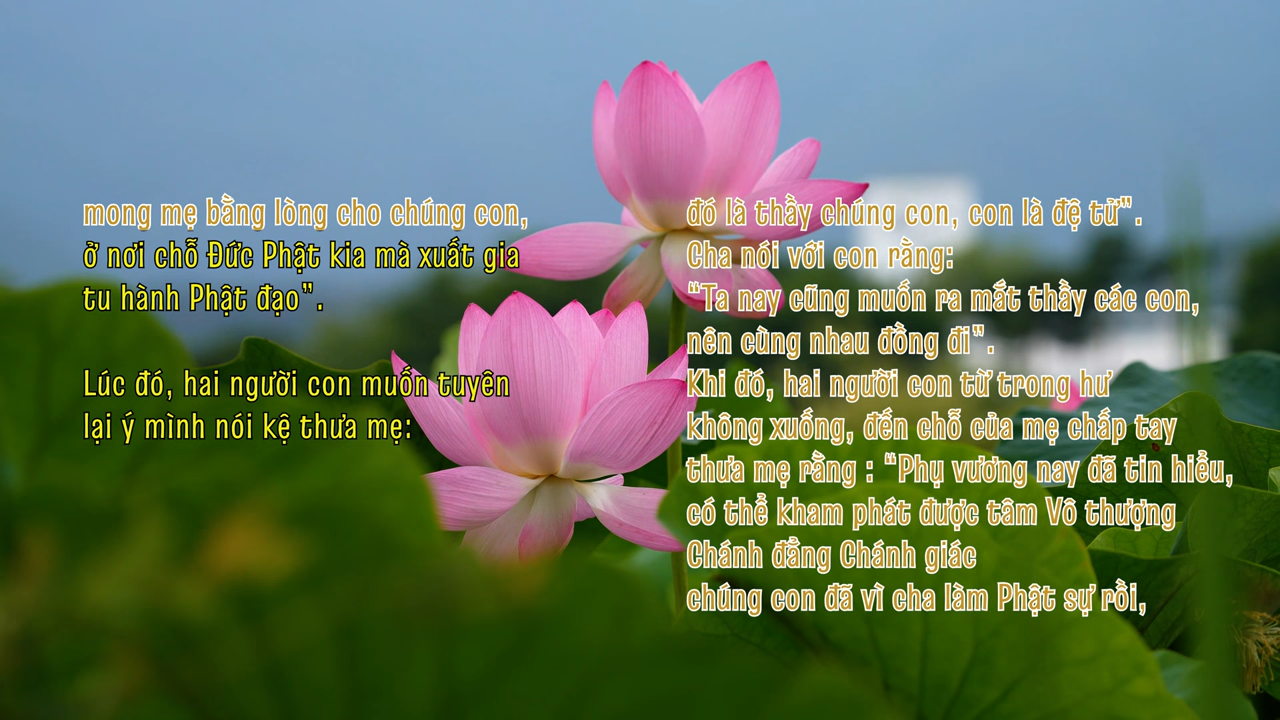 mong mẹ bằng lòng cho chúng con,
ở nơi chỗ Đức Phật kia mà xuất gia
tu hành Phật đạo”.
Lúc đó, hai người con muốn tuyên
lại ý mình nói kệ thưa mẹ:
đó là thầy chúng con, con là đệ tử”.
Cha nói với con rằng:
“Ta nay cũng muốn ra mắt thầy các con,
nên cùng nhau đồng đi”.
Khi đó, hai người con từ trong hư
không xuống, đến chỗ của mẹ chắp tay
thưa mẹ rằng : “Phụ vương nay đã tin hiểu,
có thể kham phát được tâm Vô thượng
Chánh đẳng Chánh giác
chúng con đã vì cha làm Phật sự rồi,